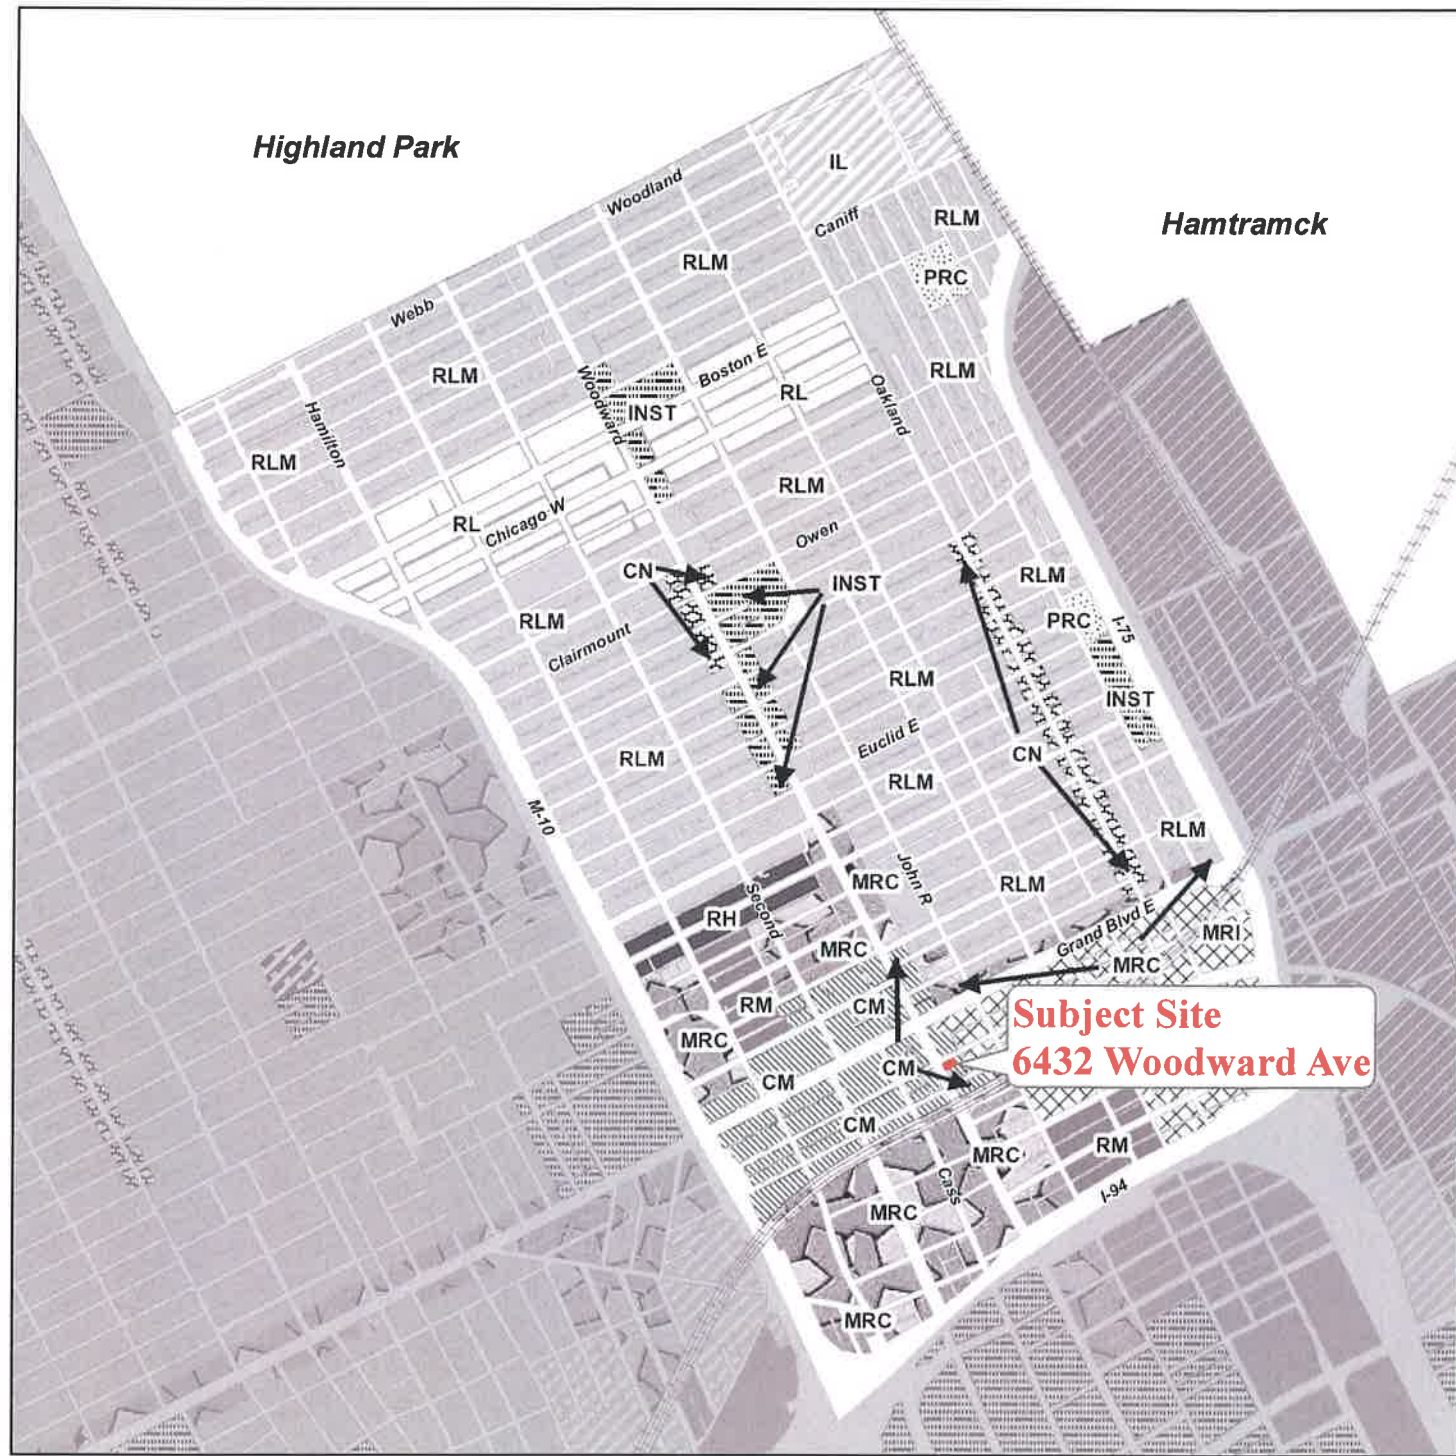 Highland Park
Hamtramck
IL
Woodland
Caniff
RLM
RLM
PRC
Webb
RLM
Boston E
RLM
RL
Woodward
INST
Oakland
Hamilton
RLM
RLM
RL
Chicago W
Owen
CN
INST
RLM
RLM
PRC
I-75
Clairmount
RLM
INST
Euclid E
RLM
CN
RLM
M-10
RLM
MRC
John R
RLM
Second
RH
Grand Blvd E
MRI
MRC
MRC
RM
CM
Subject Site
6432 Woodward Ave
MRC
CM
CM
CM
MRC
RM
Cass
I-94
MRC
MRC